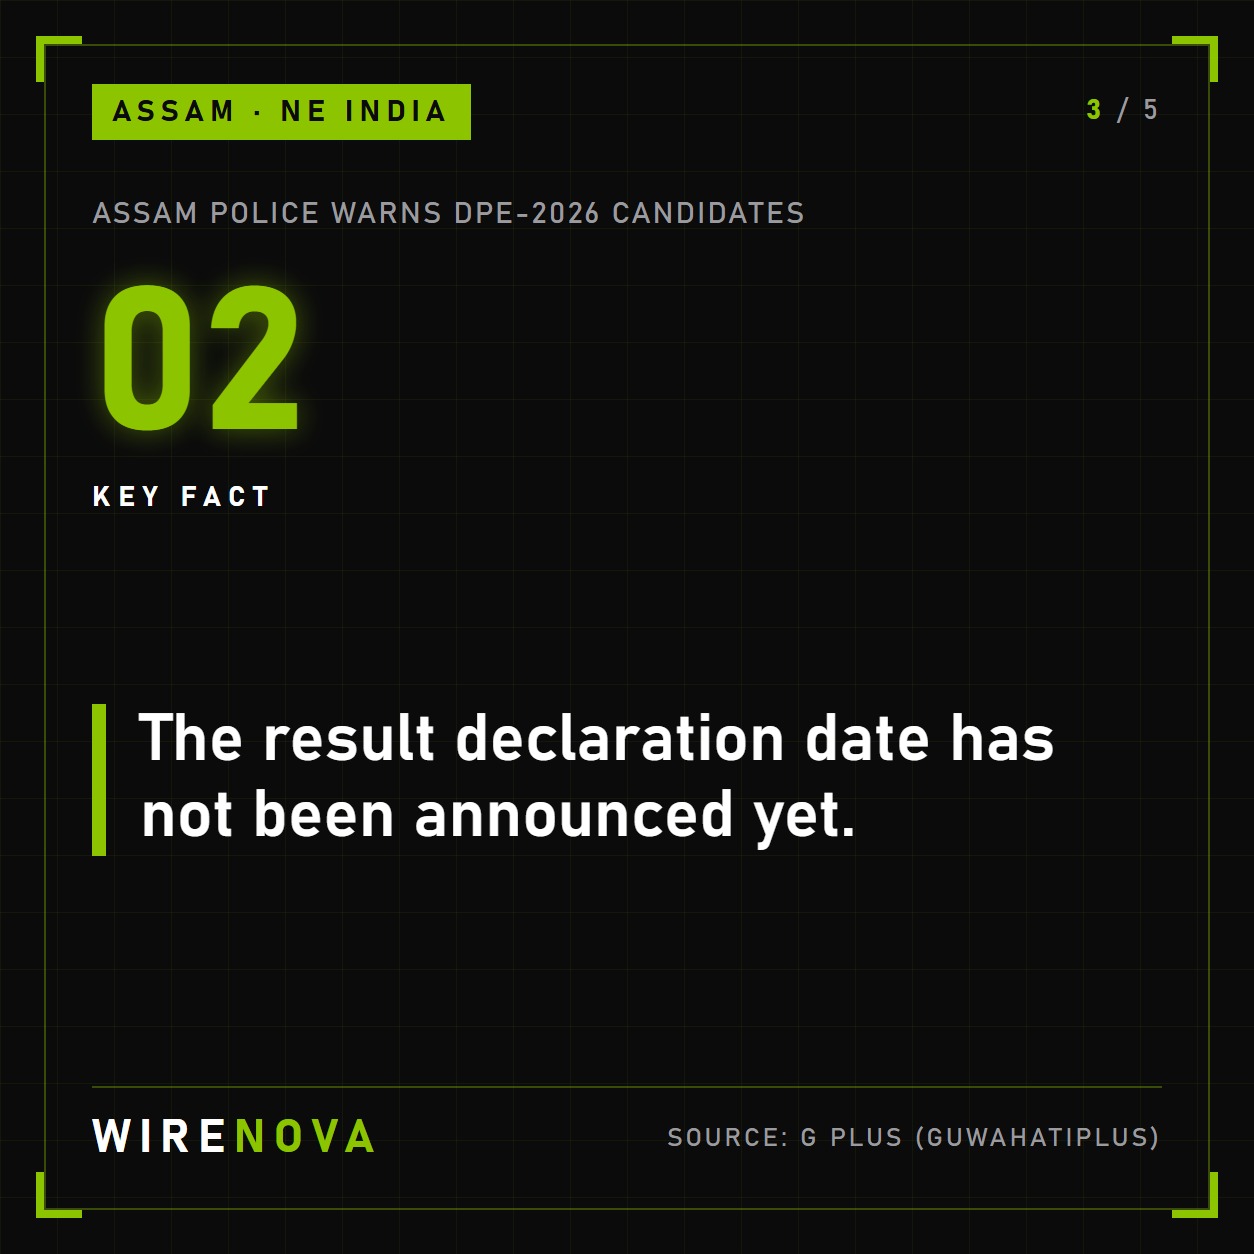 ASSAM · NE INDIA
3 / 5
ASSAM POLICE WARNS DPE-2026 CANDIDATES
02
KEY FACT
The result declaration date has
not been announced yet.
WIRENOVA
SOURCE: G PLUS (GUWAHATIPLUS)